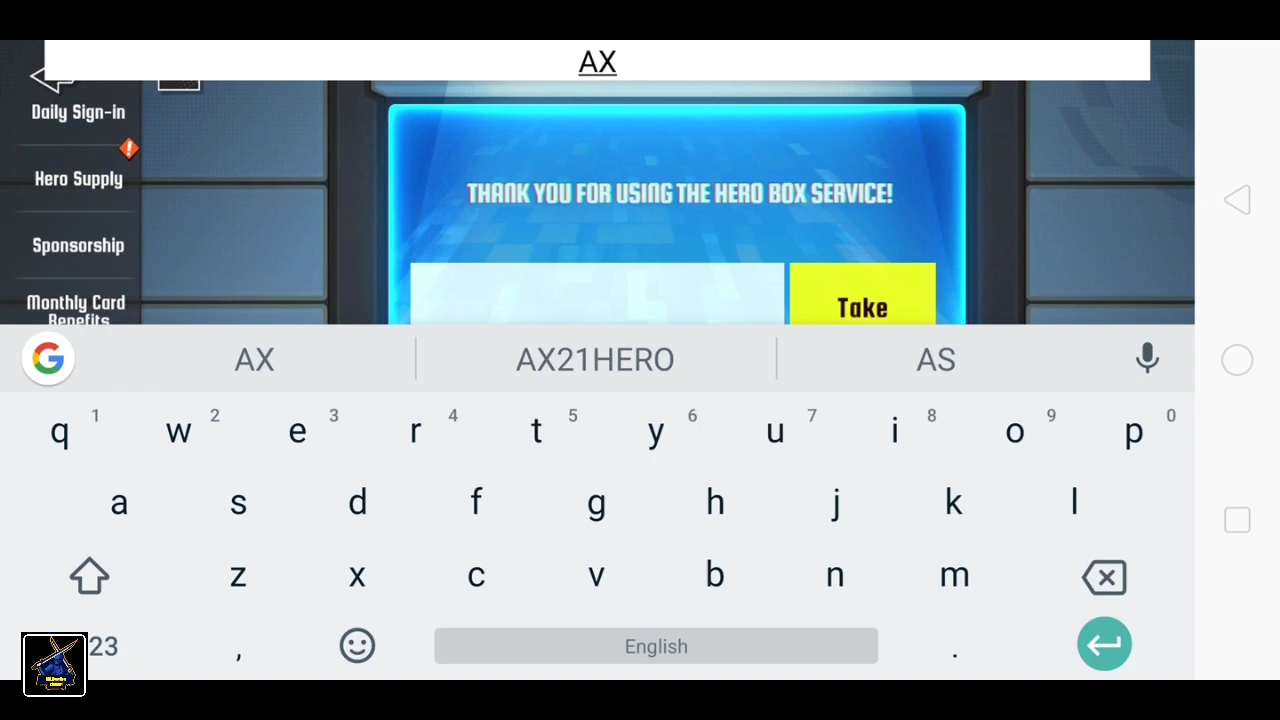 AX
Daily Sign-in
Hero Supply
Sponsorship
Monthly Card
Benefits
THANK YOU FOR USING THE HERO BOX SERVICE!
Take
AX AX21HERO AS
q 1 w 2 e 3 r 4 t 5 y 6 u 7 i 8 o 9 p 0
a s d f g h j k l
z x c v b n m
23 , English .